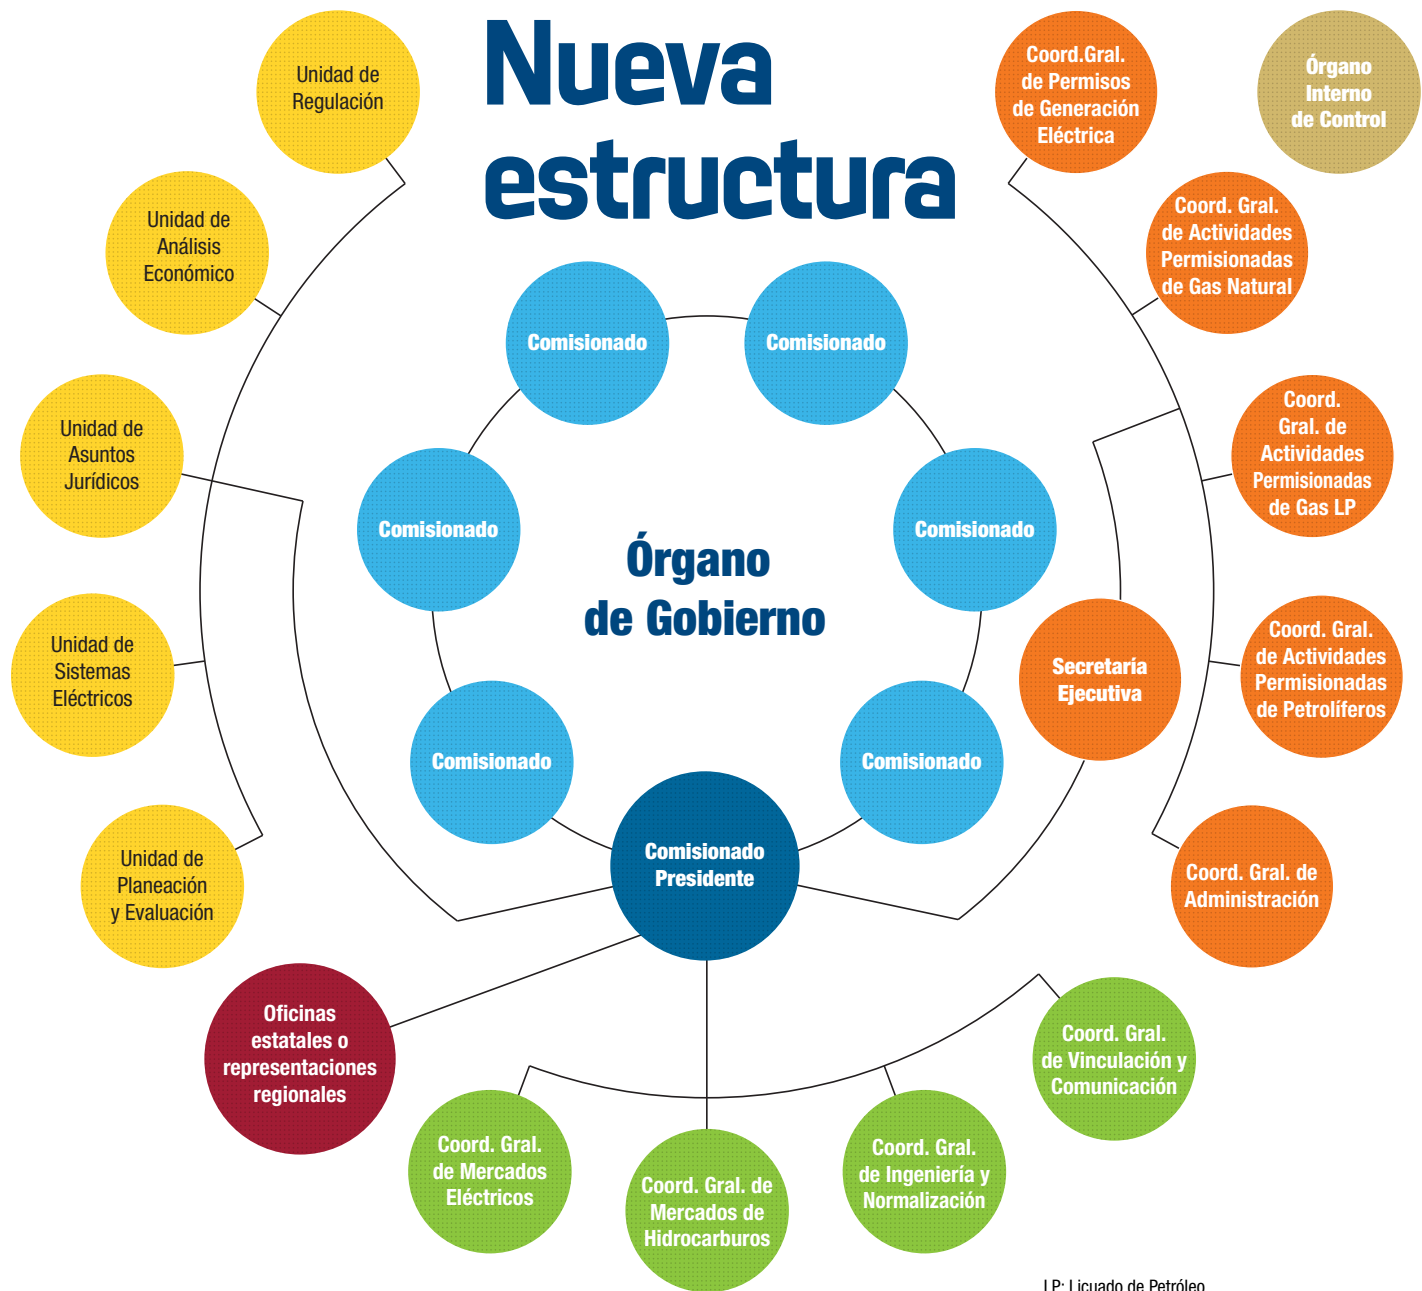 Nueva
estructura
Unidad de
Regulación
Unidad de
Análisis
Económico
Unidad de
Asuntos
Jurídicos
Unidad de
Sistemas
Eléctricos
Unidad de
Planeación
y Evaluación
Comisionado
Comisionado
Comisionado
Comisionado
Comisionado
Comisionado
Órgano
de Gobierno
Comisionado
Presidente
Secretaría
Ejecutiva
Coord.Gral.
de Permisos
de Generación
Eléctrica
Órgano
Interno
de Control
Coord. Gral.
de Actividades
Permisionadas
de Gas Natural
Coord.
Gral. de
Actividades
Permisionadas
de Gas LP
Coord. Gral.
de Actividades
Permisionadas
de Petrolíferos
Coord. Gral. de
Administración
Oficinas
estatales o
representaciones
regionales
Coord. Gral.
de Mercados
Eléctricos
Coord. Gral. de
Mercados de
Hidrocarburos
Coord. Gral.
de Ingeniería y
Normalización
Coord. Gral.
de Vinculación y
Comunicación
LP: Licuado de Petróleo